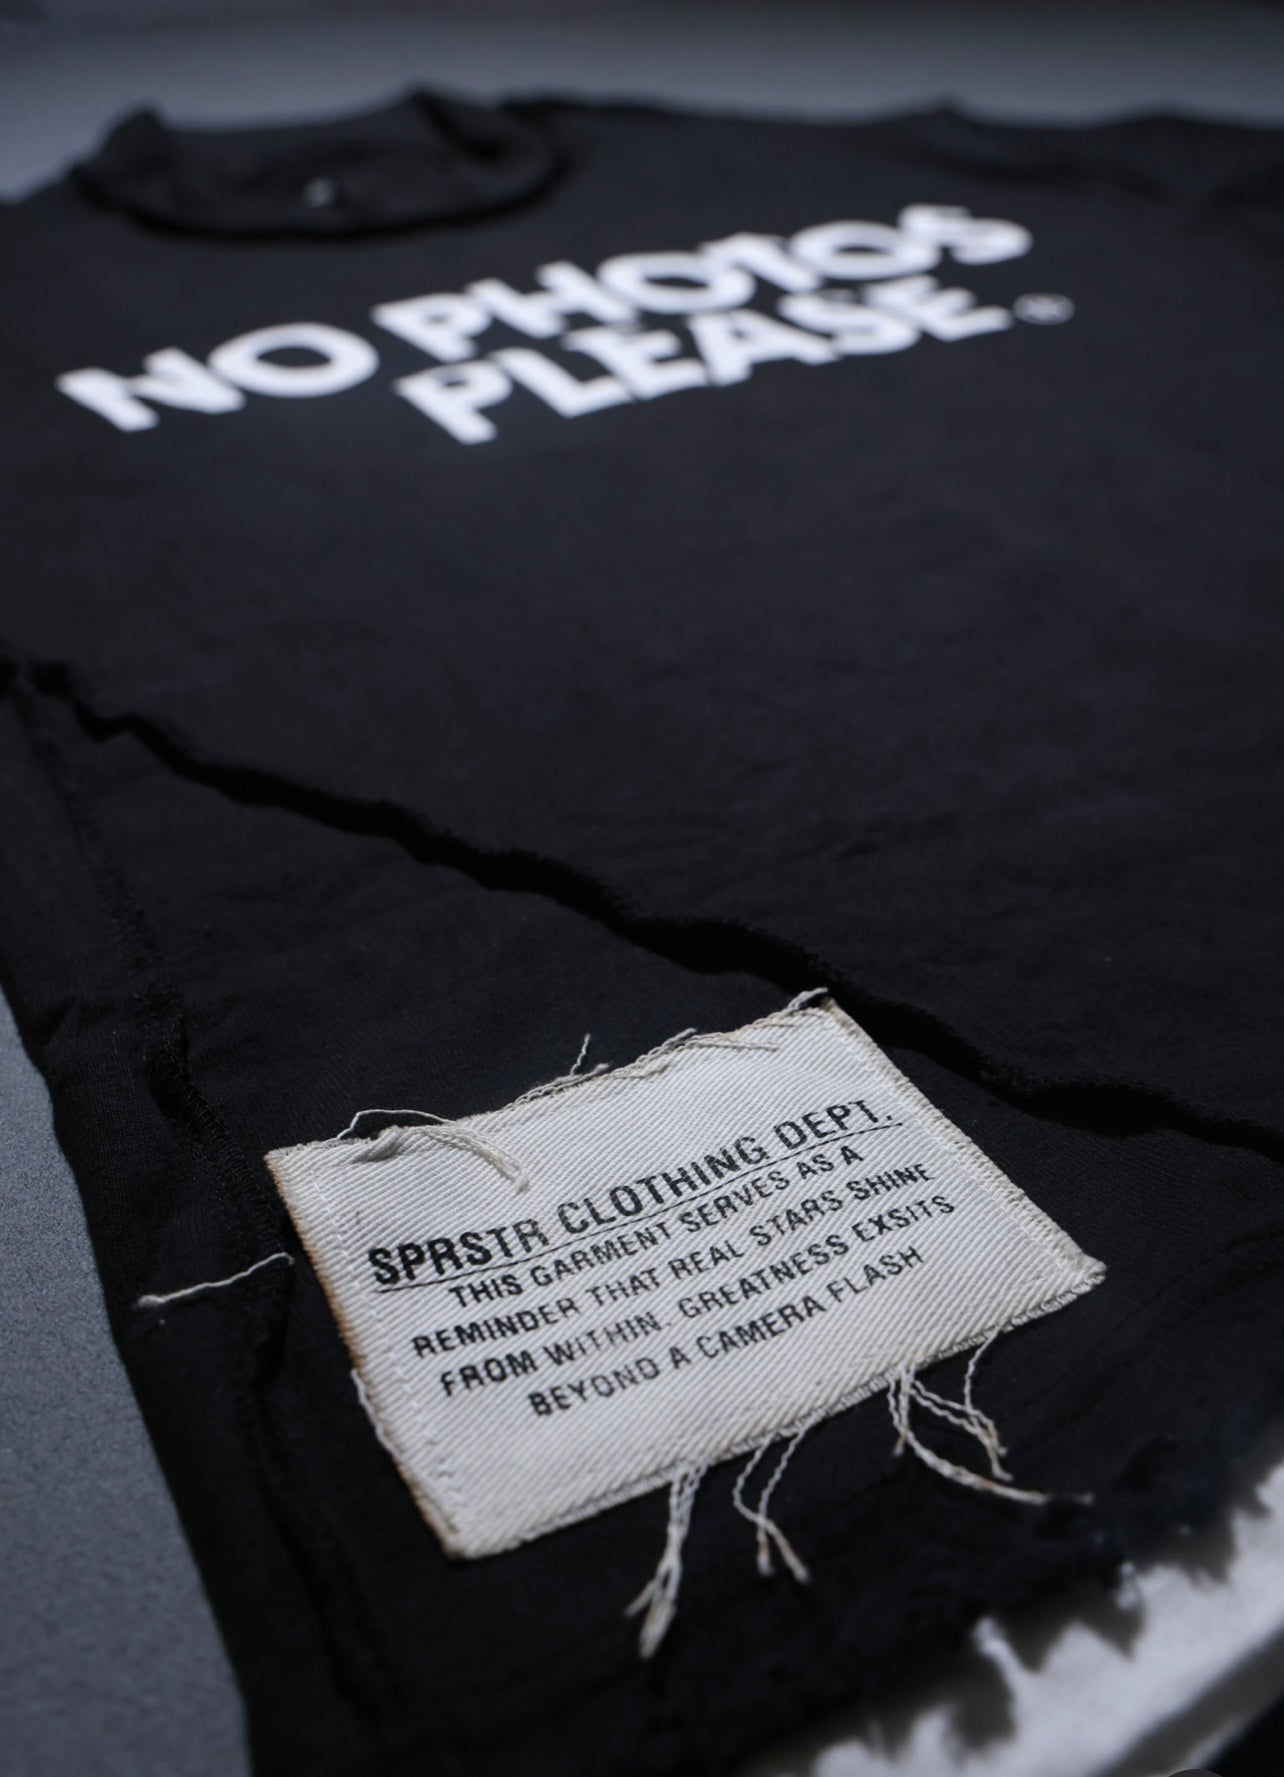 NO PHOTOS
PLEASE.®
SPRSTR CLOTHING DEPT.
THIS GARMENT SERVES AS A
REMINDER THAT REAL STARS SHINE
FROM WITHIN. GREATNESS EXSITS
BEYOND A CAMERA FLASH